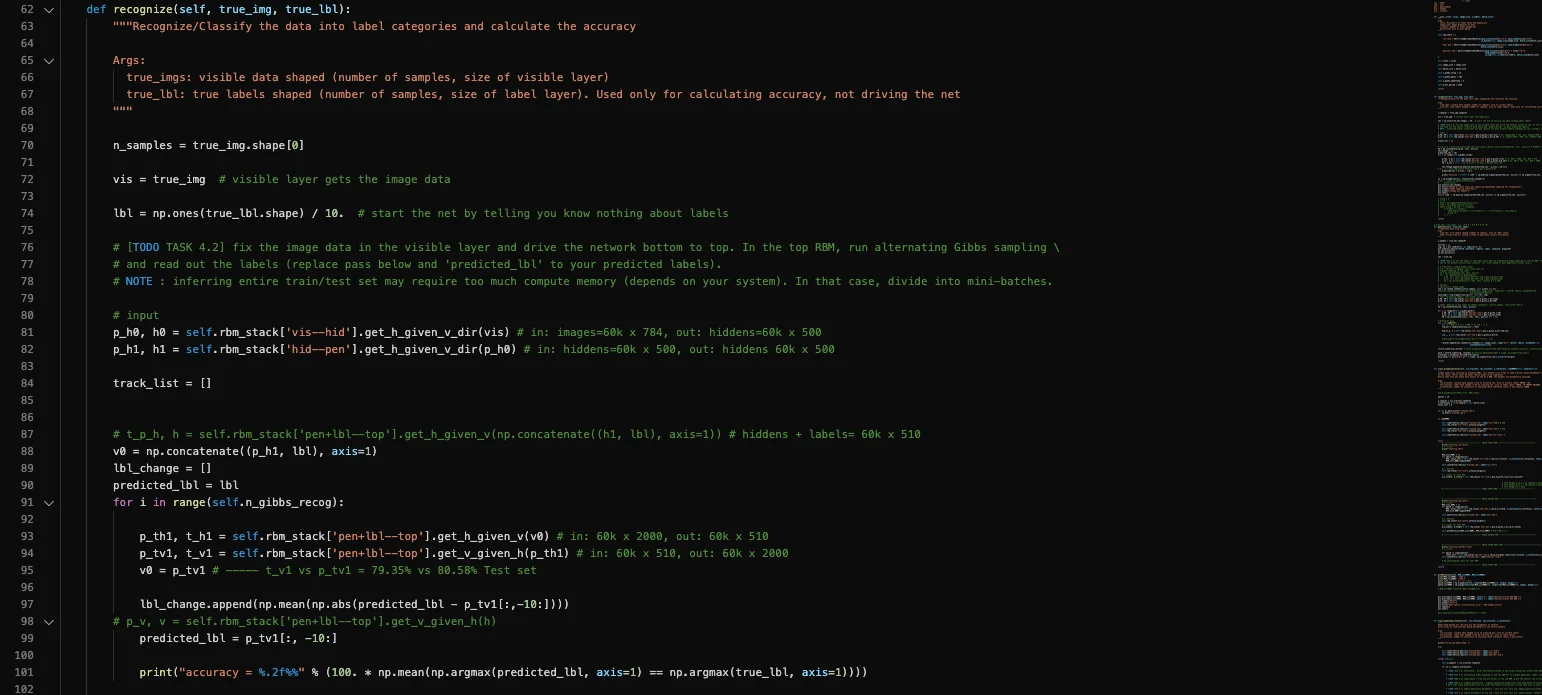 62 def recognize(self, true_img, true_lbl):
63 """Recognize/Classify the data into label categories and calculate the accuracy
64
65 Args:
66 true_imgs: visible data shaped (number of samples, size of visible layer)
67 true_lbl: true labels shaped (number of samples, size of label layer). Used only for calculating accuracy, not driving the net
68 """
69
70 n_samples = true_img.shape[0]
71
72 vis = true_img # visible layer gets the image data
73
74 lbl = np.ones(true_lbl.shape) / 10. # start the net by telling you know nothing about labels
75
76 # [TODO TASK 4.2] fix the image data in the visible layer and drive the network bottom to top. In the top RBM, run alternating Gibbs sampling \
77 # and read out the labels (replace pass below and 'predicted_lbl' to your predicted labels).
78 # NOTE : inferring entire train/test set may require too much compute memory (depends on your system). In that case, divide into mini-batches.
79
80 # input
81 p_h0, h0 = self.rbm_stack['vis--hid'].get_h_given_v_dir(vis) # in: images=60k x 784, out: hiddens=60k x 500
82 p_h1, h1 = self.rbm_stack['hid--pen'].get_h_given_v_dir(p_h0) # in: hiddens=60k x 500, out: hiddens 60k x 500
83
84 track_list = []
85
86
87 # t_p_h, h = self.rbm_stack['pen+lbl--top'].get_h_given_v(np.concatenate((h1, lbl), axis=1)) # hiddens + labels= 60k x 510
88 v0 = np.concatenate((p_h1, lbl), axis=1)
89 lbl_change = []
90 predicted_lbl = lbl
91 for i in range(self.n_gibbs_recog):
92
93 p_th1, t_h1 = self.rbm_stack['pen+lbl--top'].get_h_given_v(v0) # in: 60k x 2000, out: 60k x 510
94 p_tv1, t_v1 = self.rbm_stack['pen+lbl--top'].get_v_given_h(p_th1) # in: 60k x 510, out: 60k x 2000
95 v0 = p_tv1 # ----- t_v1 vs p_tv1 = 79.35% vs 80.58% Test set
96
97 lbl_change.append(np.mean(np.abs(predicted_lbl - p_tv1[:,-10:])))
98 # p_v, v = self.rbm_stack['pen+lbl--top'].get_v_given_h(h)
99 predicted_lbl = p_tv1[:, -10:]
100
101 print("accuracy = %.2f%%" % (100. * np.mean(np.argmax(predicted_lbl, axis=1) == np.argmax(true_lbl, axis=1))))
102